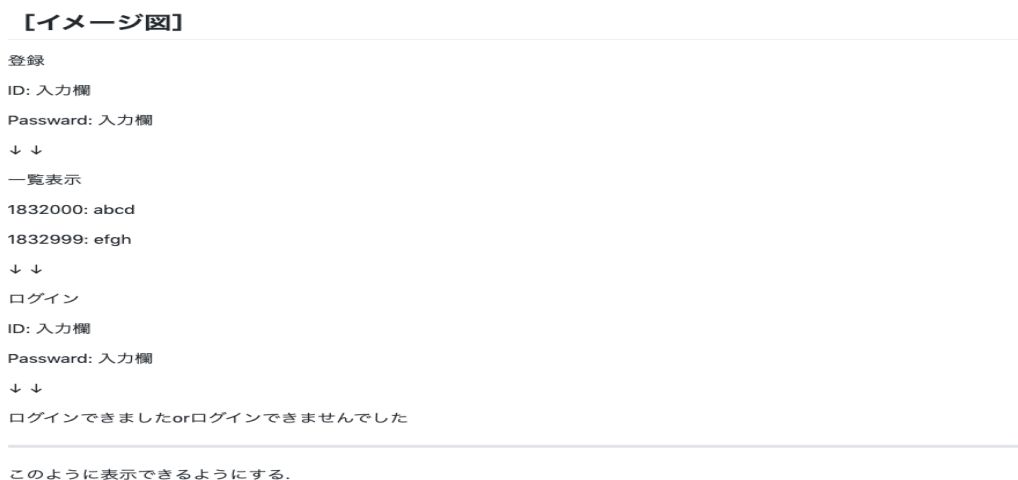 [イメージ図]
登録
ID: 入力欄
Passward: 入力欄
↓ ↓
一覧表示
1832000: abcd
1832999: efgh
↓ ↓
ログイン
ID: 入力欄
Passward: 入力欄
↓ ↓
ログインできましたorログインできませんでした
このように表示できるようにする.